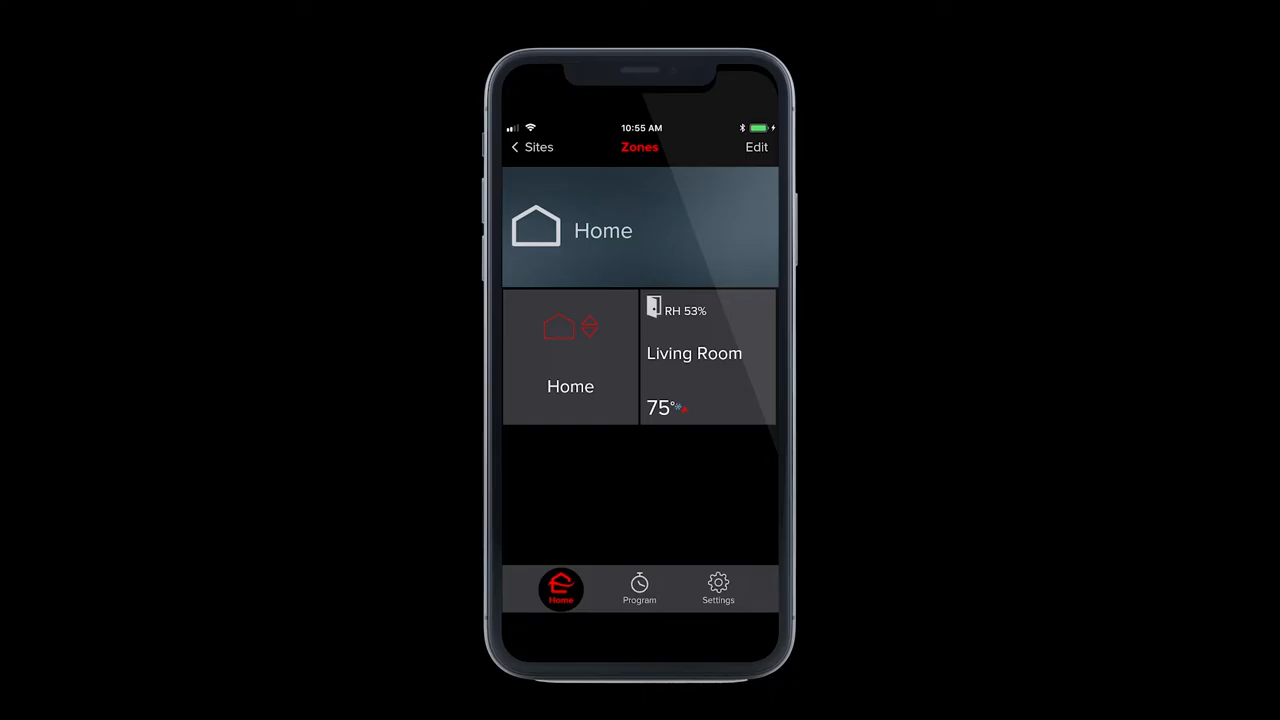 10:55 AM
Sites
Zones
Edit
Home
RH 53%
Living Room
75°
Home
Home
Program
Settings